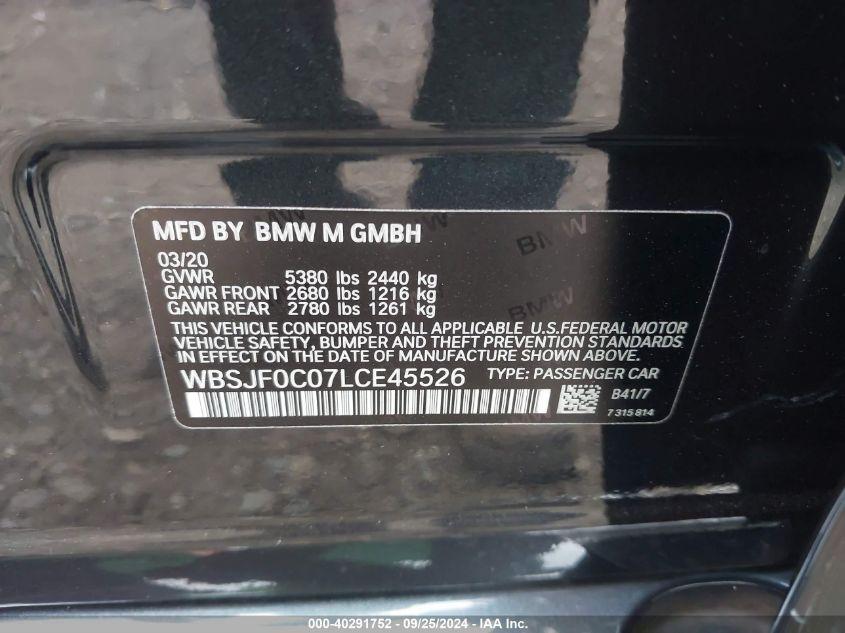 MFD BY BMW M GMBH
03/20
GVWR 5380 lbs 2440 kg
GAWR FRONT 2680 lbs 1216 kg
GAWR REAR 2780 lbs 1261 kg
THIS VEHICLE CONFORMS TO ALL APPLICABLE U.S.FEDERAL MOTOR
VEHICLE SAFETY, BUMPER AND THEFT PREVENTION STANDARDS
IN EFFECT ON THE DATE OF MANUFACTURE SHOWN ABOVE.
WBSJF0C07LCE45526 TYPE: PASSENGER CAR
B41/7
7 315 814
BMW
BMW
BMW
000-40291752 - 09/25/2024 - IAA Inc.